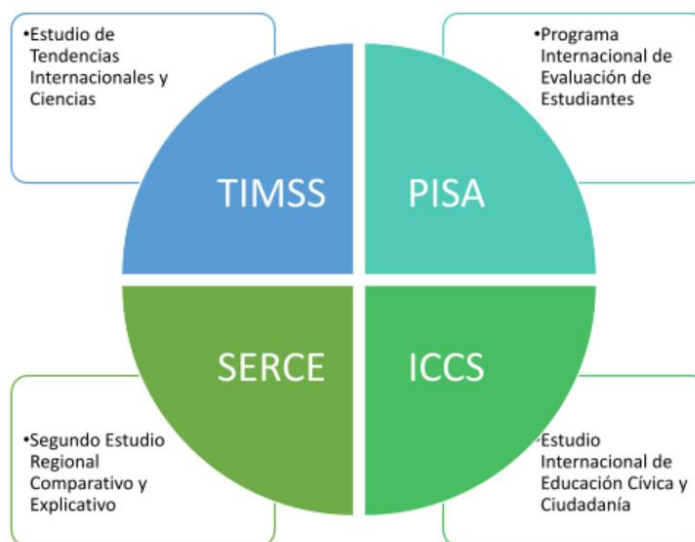 •Estudio de
Tendencias
Internacionales y
Ciencias
•Programa
Internacional de
Evaluación de
Estudiantes
TIMSS
PISA
SERCE
ICCS
•Segundo Estudio
Regional
Comparativo y
Explicativo
•Estudio
Internacional de
Educación Cívica y
Ciudadanía